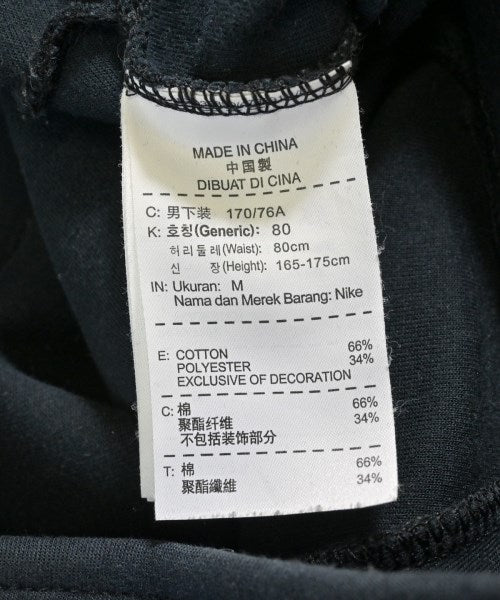 MADE IN CHINA
中国製
DIBUAT DI CINA
C: 男下装 170/76A
K: 호칭(Generic): 80
허리둘레(Waist): 80cm
신 장(Height): 165-175cm
IN: Ukuran: M
Nama dan Merek Barang: Nike
E: COTTON 66%
POLYESTER 34%
EXCLUSIVE OF DECORATION
C: 棉 66%
聚酯纤维 34%
不包括装饰部分
T: 棉 66%
聚酯纖維 34%